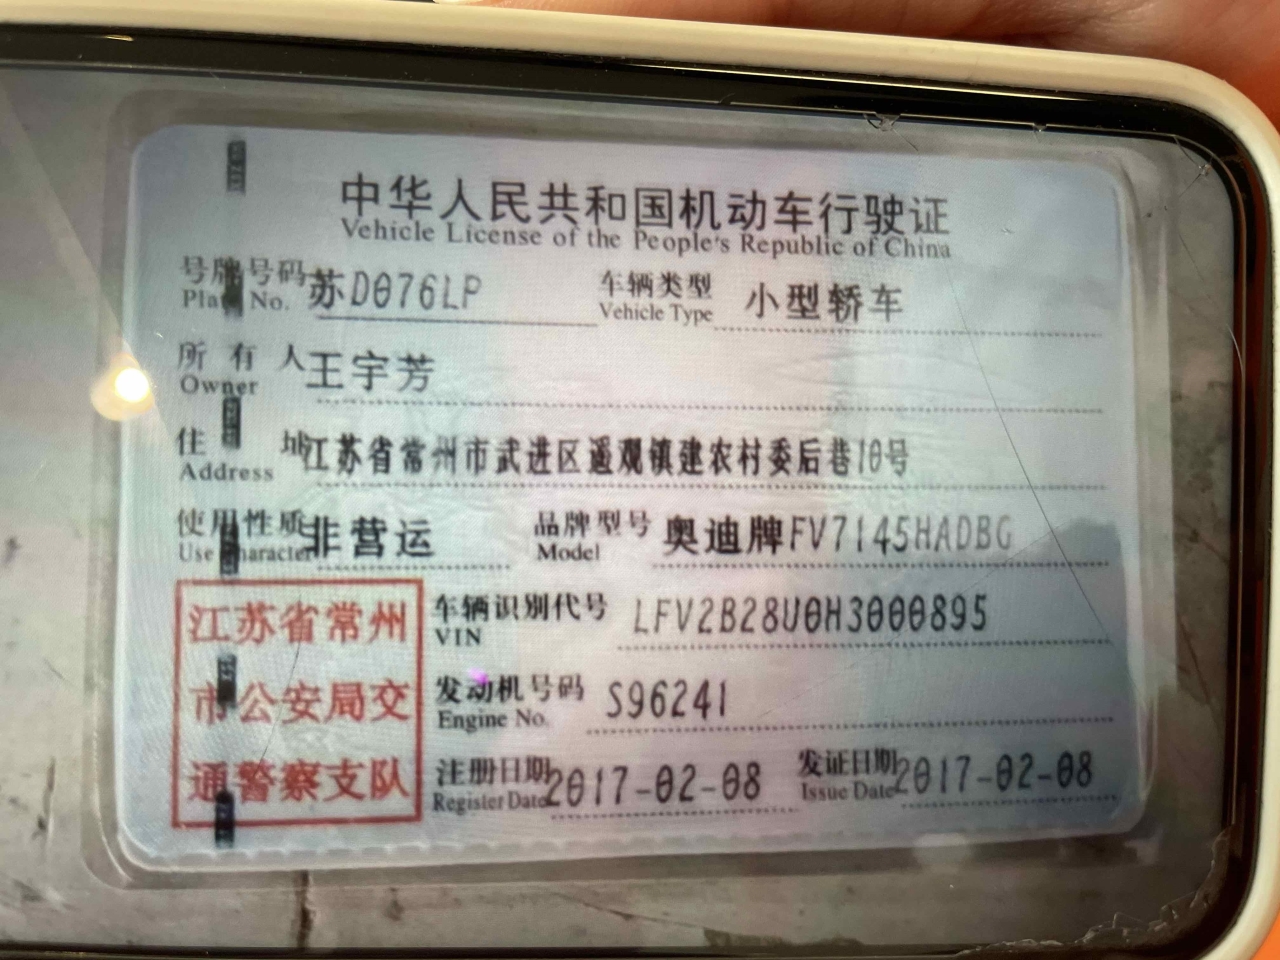 中华人民共和国机动车行驶证
Vehicle License of the People's Republic of China
号牌号码 苏D076LP 车辆类型 小型轿车
Plate No. Vehicle Type
所有人 王宇芳
Owner
住址 江苏省常州市武进区遥观镇建农村委后巷10号
Address
使用性质 非营运 品牌型号 奥迪牌FV7145HADBG
Use Character Model
江苏省常州
市公安局交
通警察支队
车辆识别代号 LFV2B28U0H3000895
VIN
发动机号码 S96241
Engine No.
注册日期 2017-02-08 发证日期 2017-02-08
Register Date Issue Date